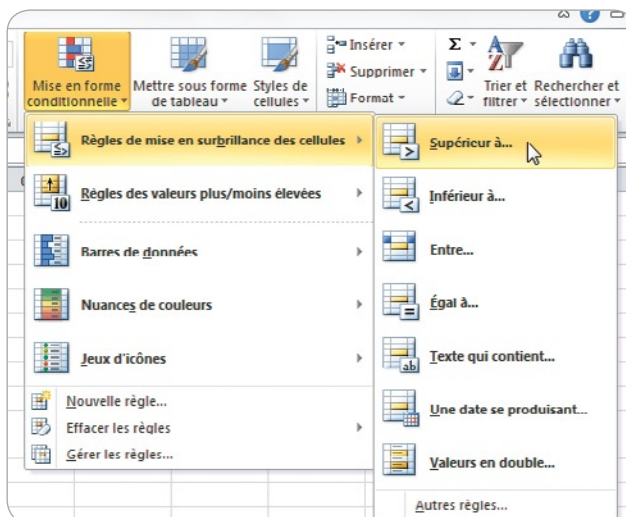 Insérer
Supprimer
Format
Σ
A
Z
Mise en forme
conditionnelle
Mettre sous forme
de tableau
Styles de
cellules
Trier et
filtrer
Rechercher et
sélectionner
Règles de mise en surbrillance des cellules
Règles des valeurs plus/moins élevées
10
Barres de données
Nuances de couleurs
Jeux d'icônes
Nouvelle règle...
Effacer les règles
Gérer les règles...
Supérieur à...
Inférieur à...
Entre...
Égal à...
Texte qui contient...
ab
Une date se produisant...
Valeurs en double...
Autres règles...